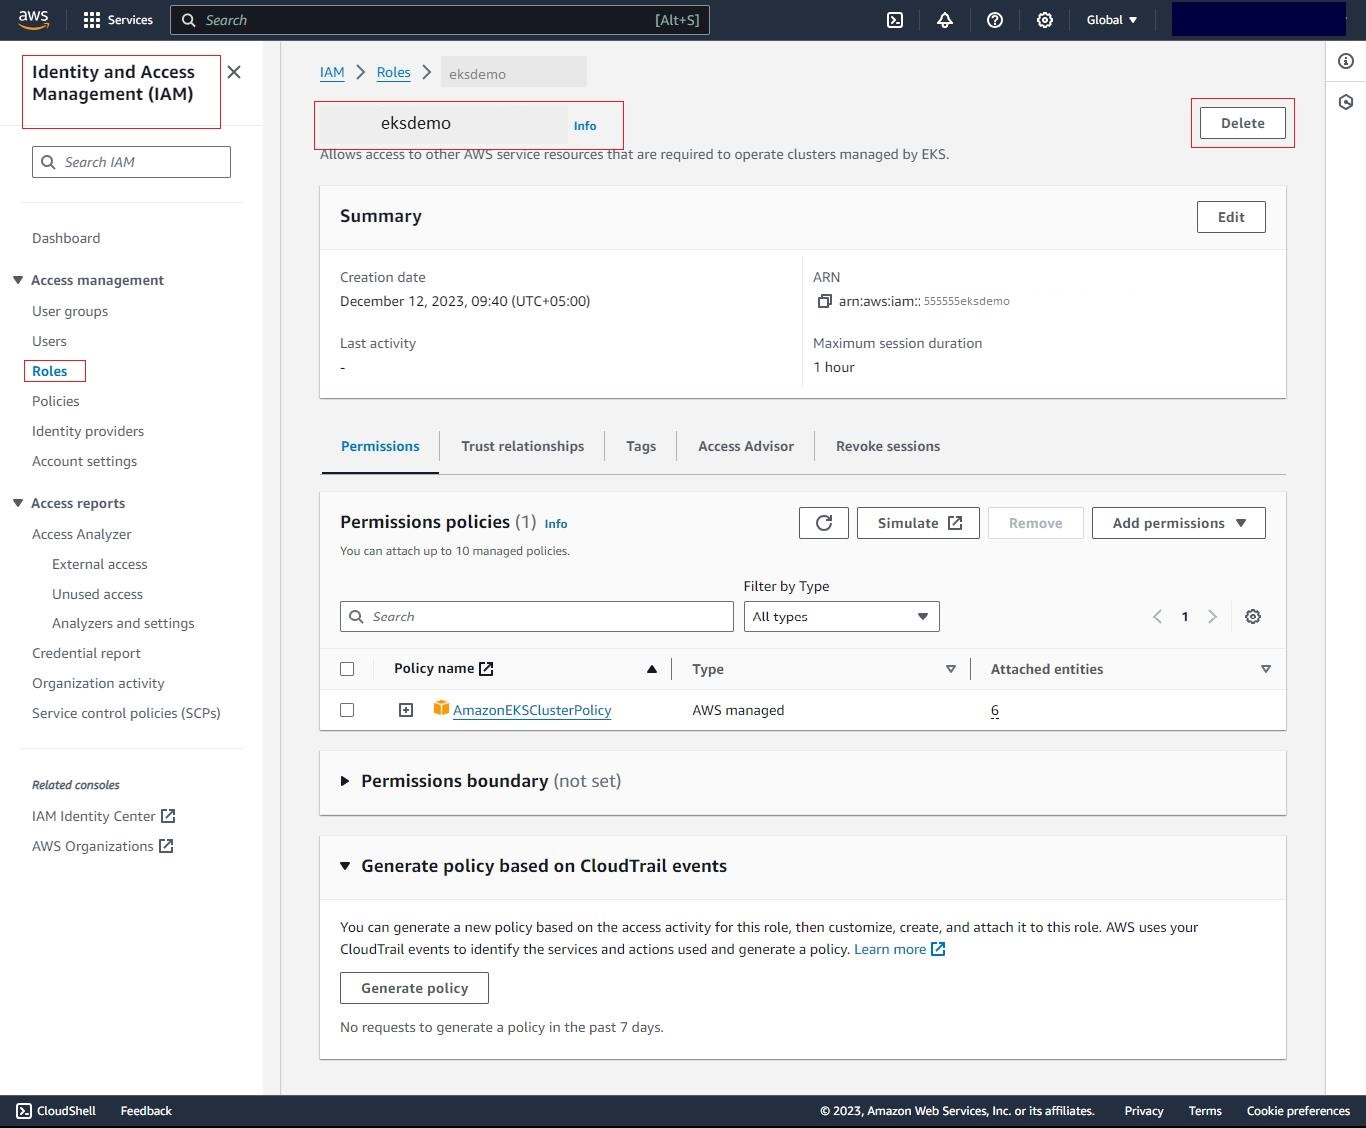 aws
Services
Search [Alt+S]
Global
Identity and Access
Management (IAM)
Search IAM
Dashboard
Access management
User groups
Users
Roles
Policies
Identity providers
Account settings
Access reports
Access Analyzer
External access
Unused access
Analyzers and settings
Credential report
Organization activity
Service control policies (SCPs)
Related consoles
IAM Identity Center
AWS Organizations
IAM Roles eksdemo
eksdemo Info
Delete
Allows access to other AWS service resources that are required to operate clusters managed by EKS.
Summary
Edit
Creation date
December 12, 2023, 09:40 (UTC+05:00)
ARN
arn:aws:iam:: 555555eksdemo
Last activity
-
Maximum session duration
1 hour
Permissions Trust relationships Tags Access Advisor Revoke sessions
Permissions policies (1) Info
You can attach up to 10 managed policies.
Simulate Remove Add permissions
Filter by Type
Search All types 1
Policy name Type Attached entities
AmazonEKSClusterPolicy AWS managed 6
Permissions boundary (not set)
Generate policy based on CloudTrail events
You can generate a new policy based on the access activity for this role, then customize, create, and attach it to this role. AWS uses your
CloudTrail events to identify the services and actions used and generate a policy. Learn more
Generate policy
No requests to generate a policy in the past 7 days.
CloudShell Feedback © 2023, Amazon Web Services, Inc. or its affiliates. Privacy Terms Cookie preferences